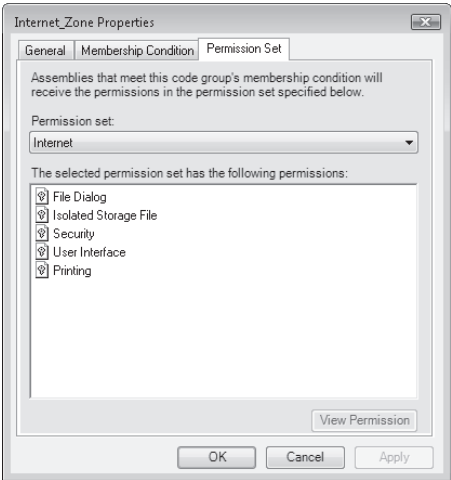 Internet_Zone Properties
General
Membership Condition
Permission Set
Assemblies that meet this code group's membership condition will
receive the permissions in the permission set specified below.
Permission set:
Internet
The selected permission set has the following permissions:
File Dialog
Isolated Storage File
Security
User Interface
Printing
View Permission
OK
Cancel
Apply